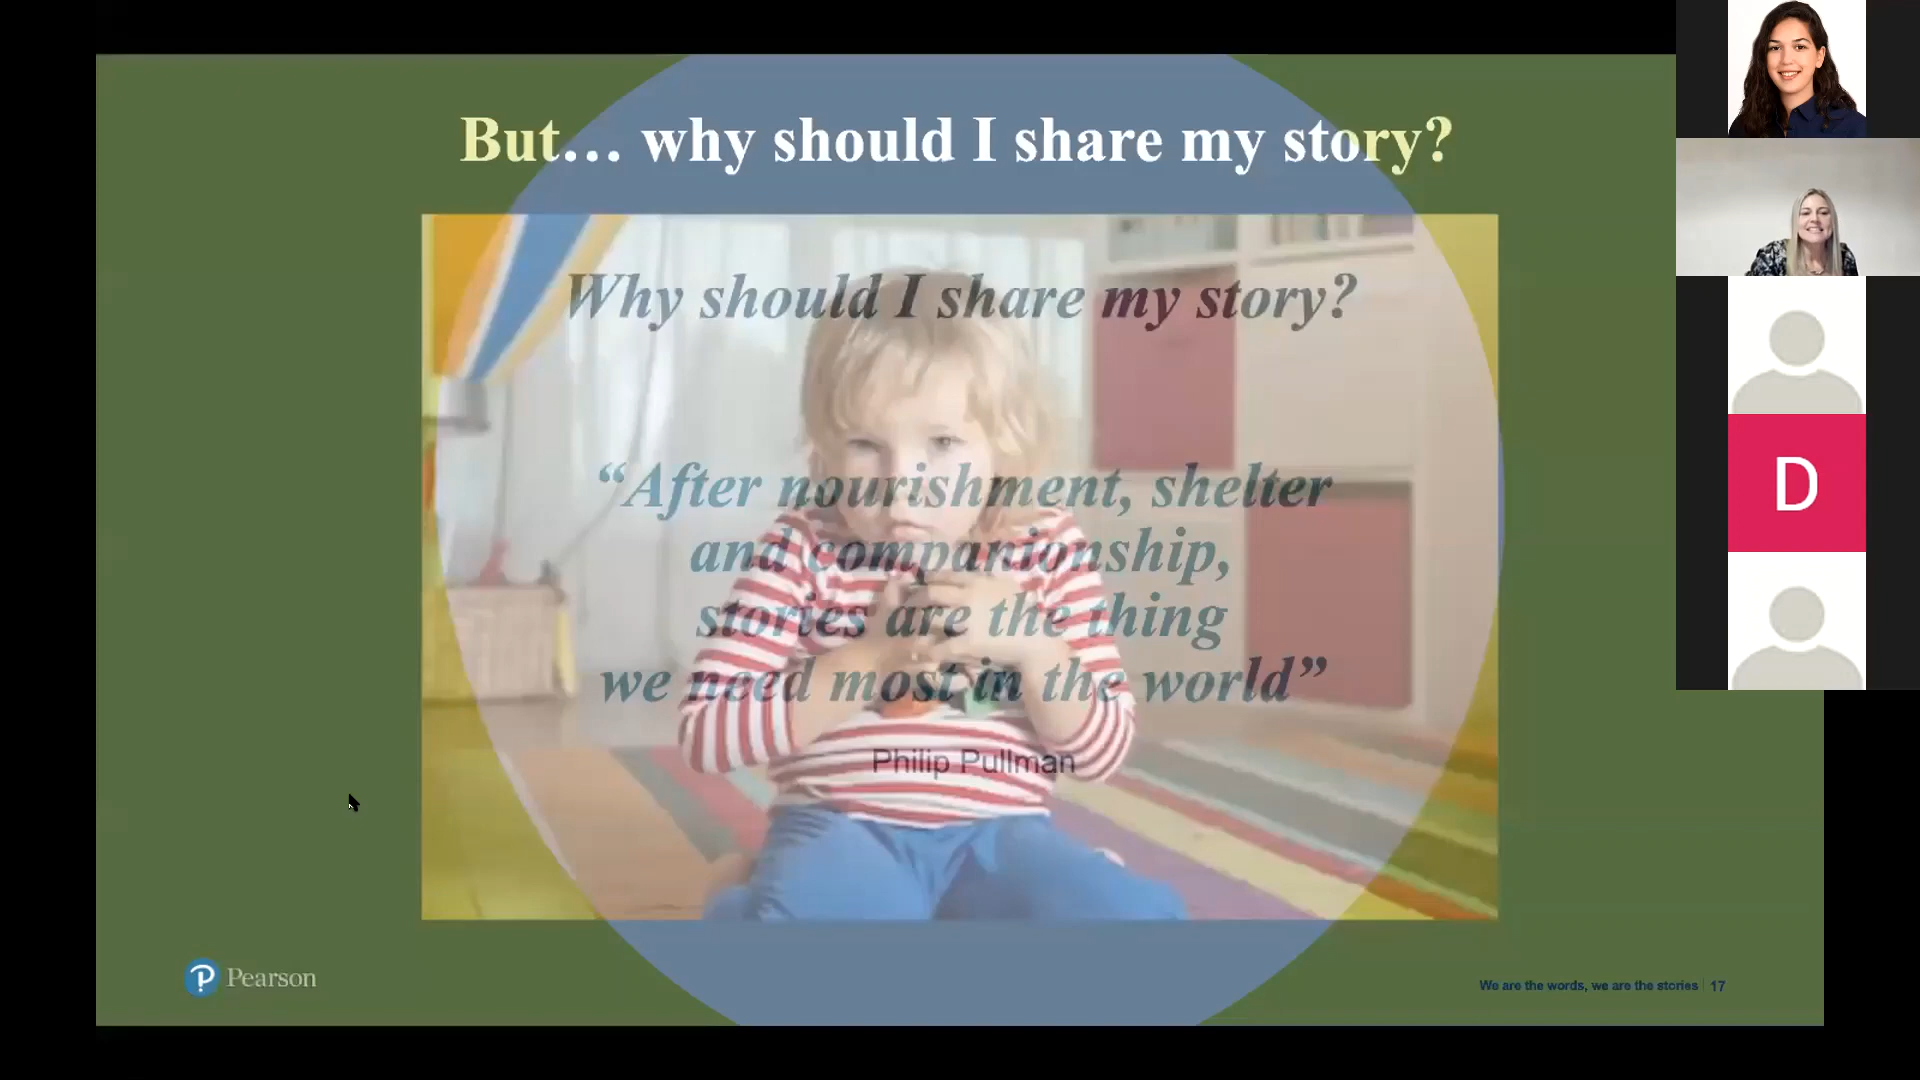 But… why should I share my story?
Why should I share my story?
“After nourishment, shelter
and companionship,
stories are the thing
we need most in the world”
Philip Pullman
Pearson
We are the words, we are the stories | 17
D